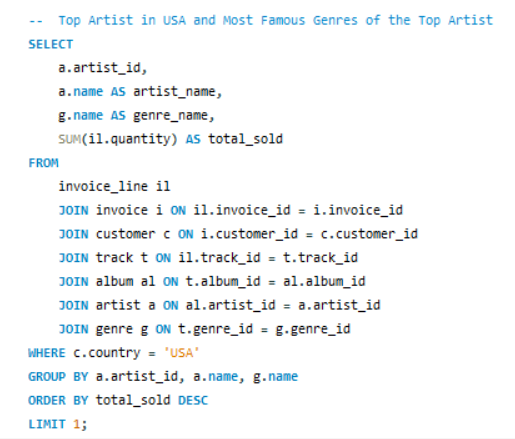 --  Top Artist in USA and Most Famous Genres of the Top Artist
SELECT
    a.artist_id,
    a.name AS artist_name,
    g.name AS genre_name,
    SUM(il.quantity) AS total_sold
FROM
    invoice_line il
    JOIN invoice i ON il.invoice_id = i.invoice_id
    JOIN customer c ON i.customer_id = c.customer_id
    JOIN track t ON il.track_id = t.track_id
    JOIN album al ON t.album_id = al.album_id
    JOIN artist a ON al.artist_id = a.artist_id
    JOIN genre g ON t.genre_id = g.genre_id
WHERE c.country = 'USA'
GROUP BY a.artist_id, a.name, g.name
ORDER BY total_sold DESC
LIMIT 1;